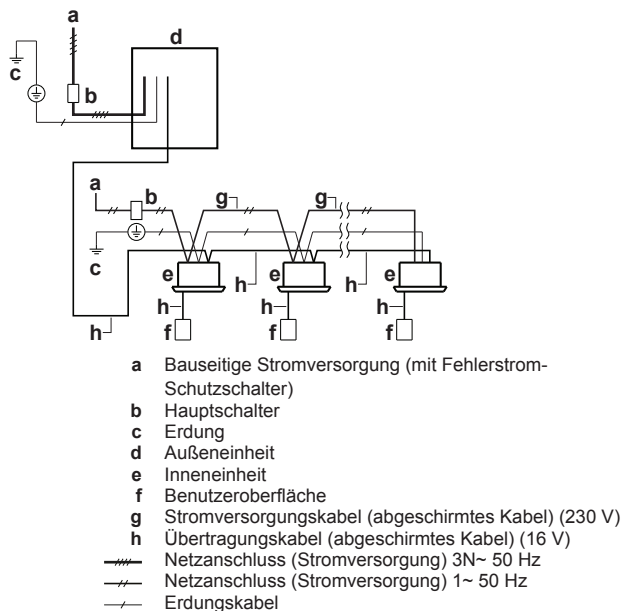 a
d
c
b
a
b
g
g
c
e
h
e
h
e
h
h
h
h
f
f
f
h
a Bauseitige Stromversorgung (mit Fehlerstrom-
Schutzschalter)
b Hauptschalter
c Erdung
d Außeneinheit
e Inneneinheit
f Benutzeroberfläche
g Stromversorgungskabel (abgeschirmtes Kabel) (230 V)
h Übertragungskabel (abgeschirmtes Kabel) (16 V)
Netzanschluss (Stromversorgung) 3N~ 50 Hz
Netzanschluss (Stromversorgung) 1~ 50 Hz
Erdungskabel